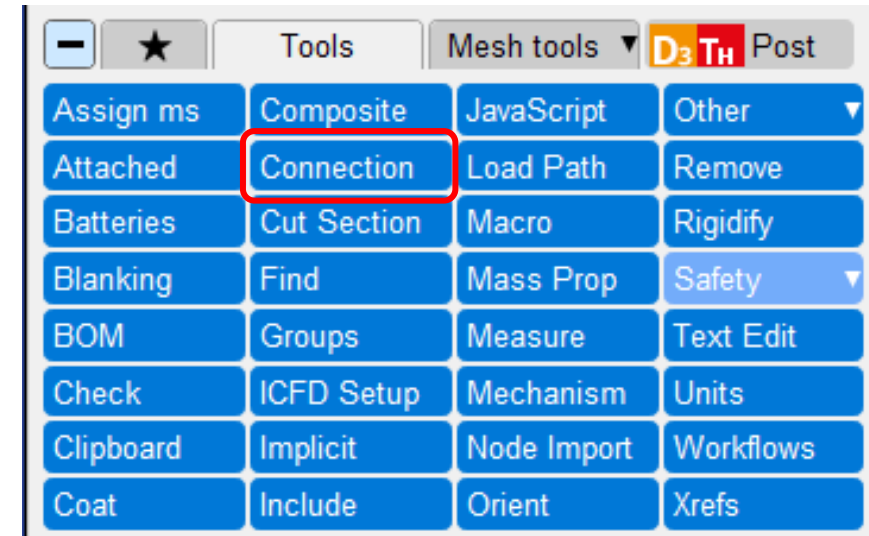 − ★ Tools Mesh tools ▼ D3 TH Post
Assign ms Composite JavaScript Other ▼
Attached Connection Load Path Remove
Batteries Cut Section Macro Rigidify
Blanking Find Mass Prop Safety ▼
BOM Groups Measure Text Edit
Check ICFD Setup Mechanism Units
Clipboard Implicit Node Import Workflows
Coat Include Orient Xrefs